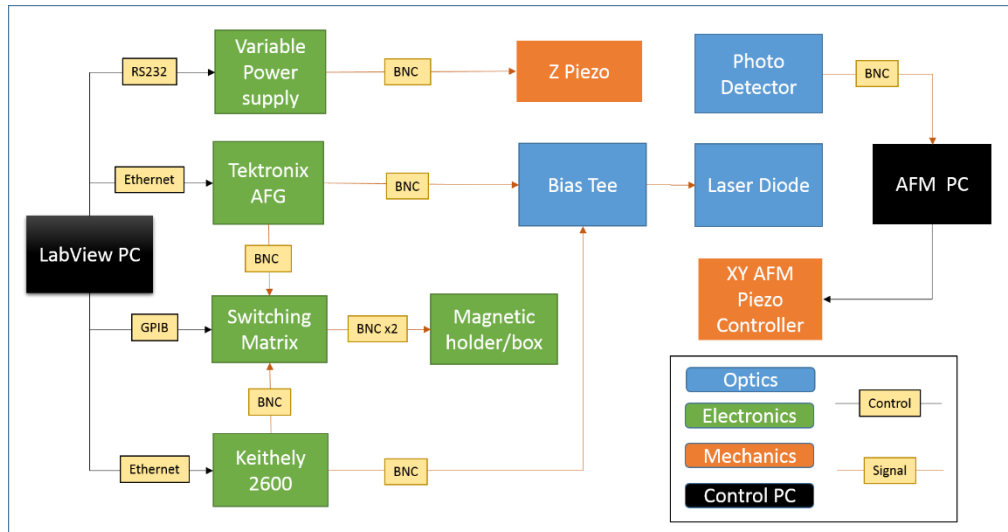 Variable
Power
supply
RS232
BNC
Z Piezo
Photo
Detector
BNC
Ethernet
Tektronix
AFG
BNC
Bias Tee
Laser Diode
AFM PC
LabView PC
BNC
GPIB
Switching
Matrix
BNC x2
Magnetic
holder/box
XY AFM
Piezo
Controller
BNC
Ethernet
Keithely
2600
BNC
Optics
Electronics
Mechanics
Control PC
Control
Signal